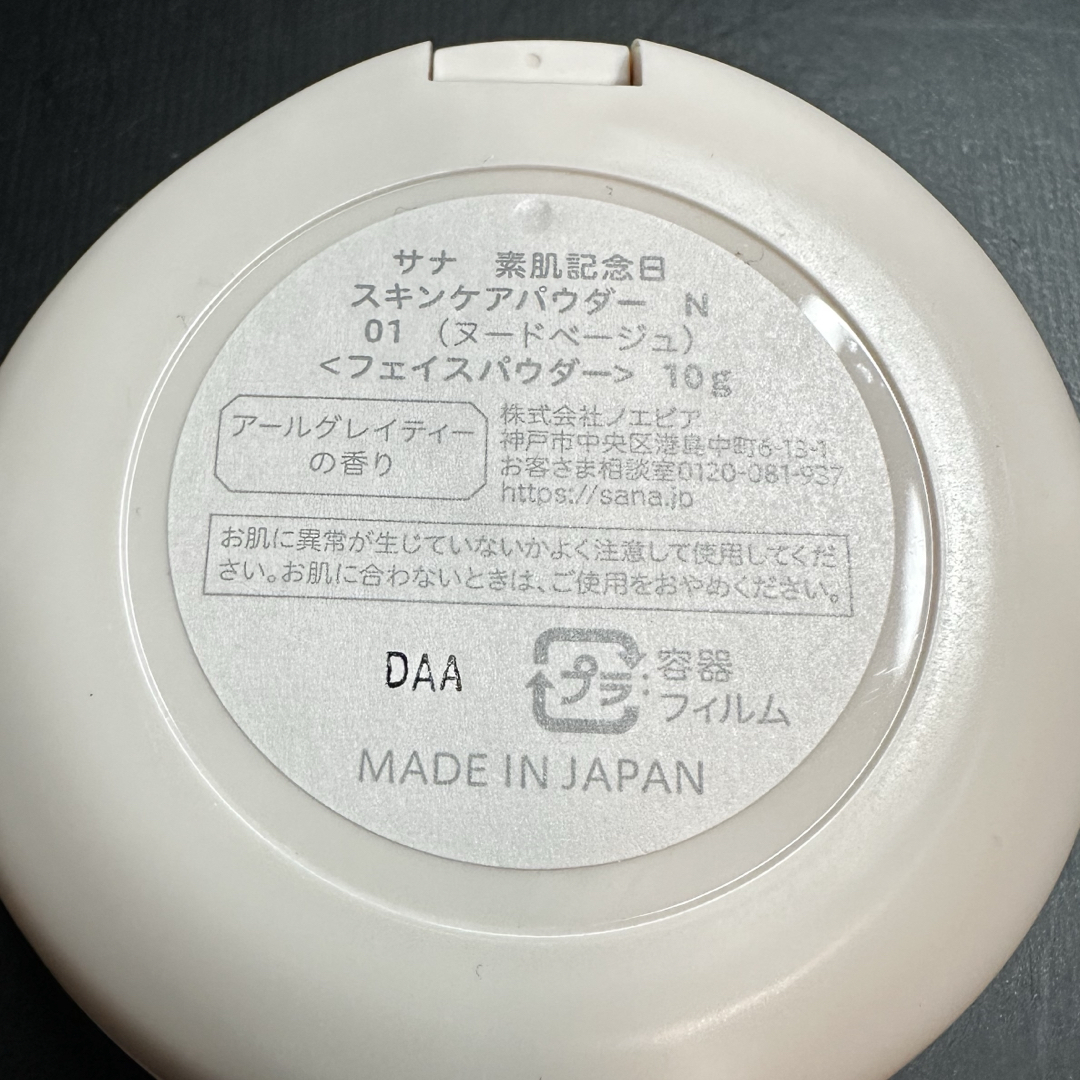 サナ 素肌記念日
スキンケアパウダー N
01 (ヌードベージュ)
<フェイスパウダー> 10g
アールグレイティー
の香り
株式会社ノエビア
神戸市中央区港島中町6-13-1
お客さま相談室0120-081-937
https://sana.jp
お肌に異常が生じていないかよく注意して使用してくだ
さい。お肌に合わないときは、ご使用をおやめください。
DAA
プラ
容器
フィルム
MADE IN JAPAN